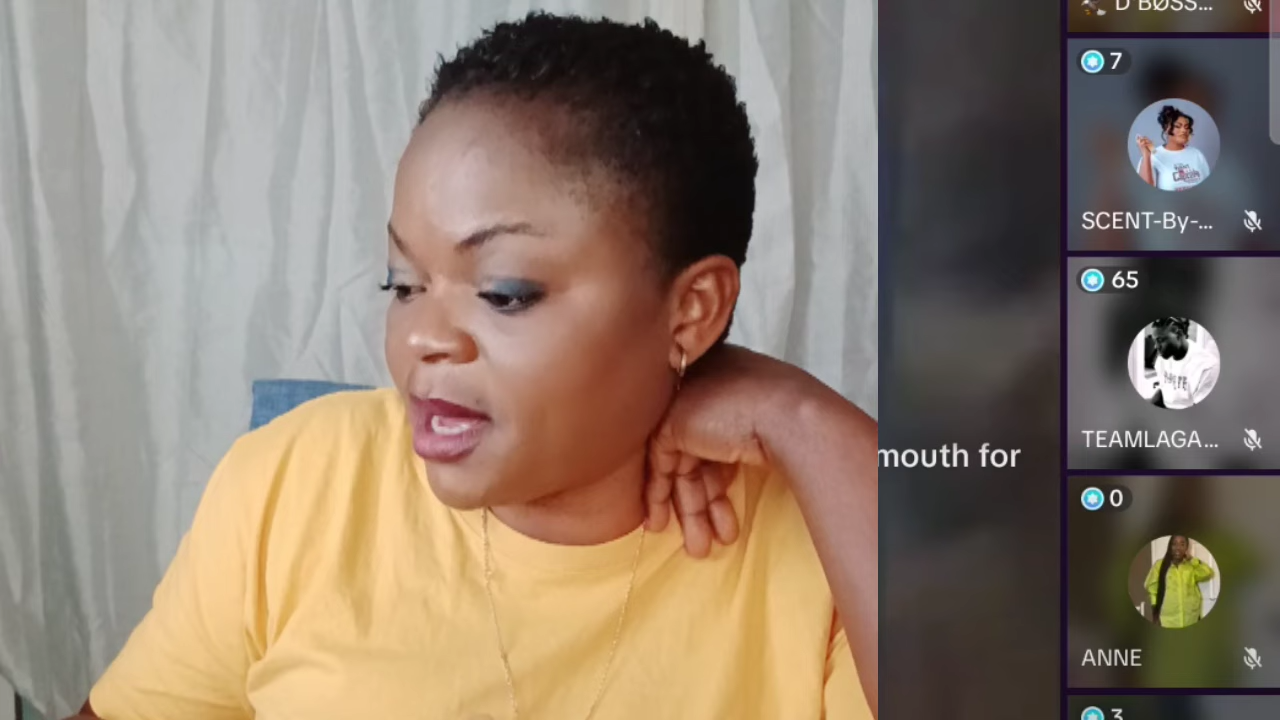 D BØSS...
7
SCENT-By-...
65
TEAMLAGA...
mouth for
0
ANNE
3